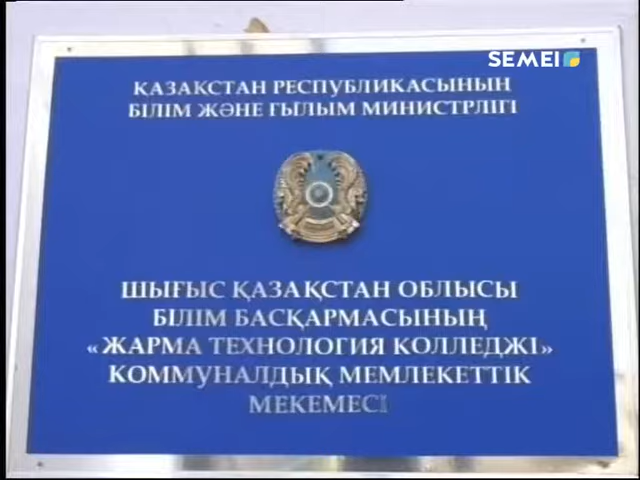 SEMEI
ҚАЗАҚСТАН РЕСПУБЛИКАСЫНЫҢ
БІЛІМ ЖӘНЕ ҒЫЛЫМ МИНИСТРЛІГІ
ШЫҒЫС ҚАЗАҚСТАН ОБЛЫСЫ
БІЛІМ БАСҚАРМАСЫНЫҢ
«ЖАРМА ТЕХНОЛОГИЯ КОЛЛЕДЖІ»
КОММУНАЛДЫҚ МЕМЛЕКЕТТІК
МЕКЕМЕСІ